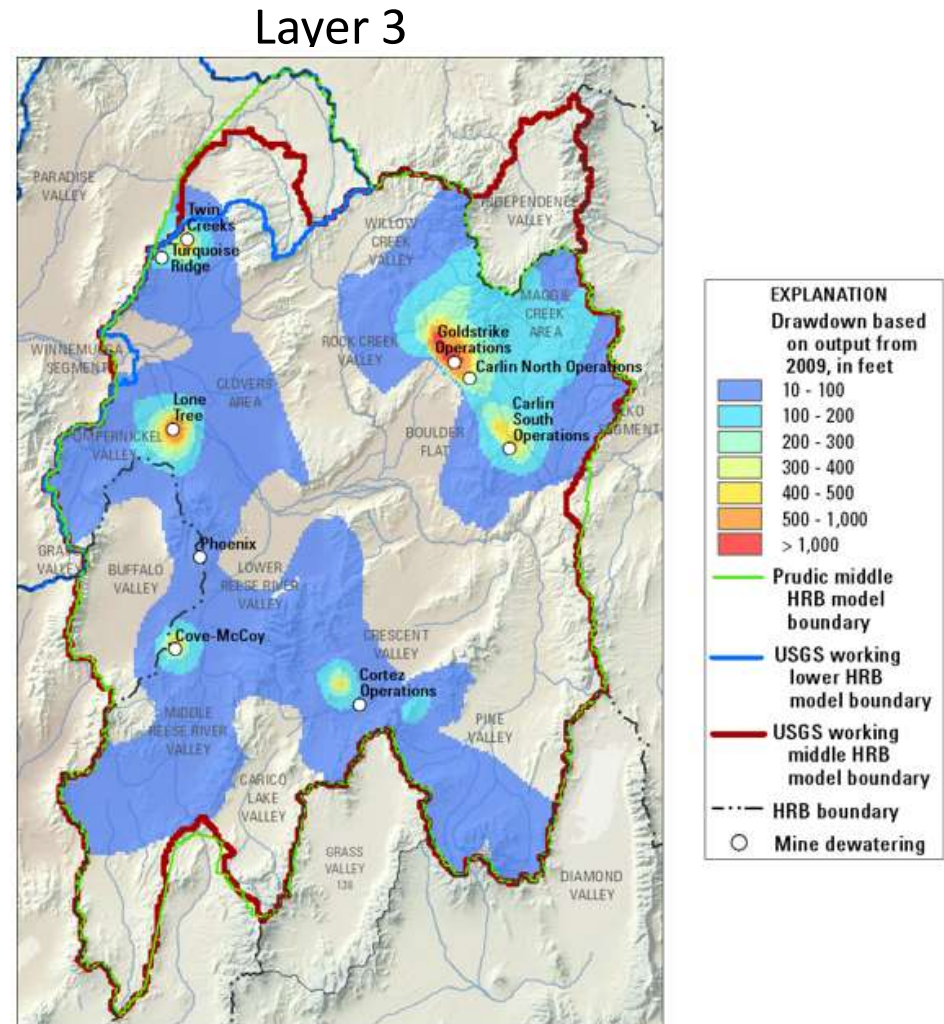 Layer 3
PARADISE
VALLEY
INDEPENDENCE
VALLEY
Twin
Creeks
Turquoise
Ridge
WILLOW
CREEK
VALLEY
MAGGIE
CREEK
AREA
Goldstrike
Operations
Carlin North Operations
WINNEMUCCA
SEGMENT
ROCK CREEK
VALLEY
CLOVERS
AREA
Lone
Tree
Carlin
South
Operations
ELKO
SEGMENT
PUMPERNICKEL
VALLEY
BOULDER
FLAT
Phoenix
GRASS
VALLEY
BUFFALO
VALLEY
LOWER
REESE RIVER
VALLEY
Cove-McCoy
CRESCENT
VALLEY
Cortez
Operations
MIDDLE
REESE RIVER
VALLEY
PINE
VALLEY
CARICO
LAKE
VALLEY
GRASS
VALLEY
138
DIAMOND
VALLEY
EXPLANATION
Drawdown based
on output from
2009, in feet
10 - 100
100 - 200
200 - 300
300 - 400
400 - 500
500 - 1,000
> 1,000
Prudic middle
HRB model
boundary
USGS working
lower HRB
model boundary
USGS working
middle HRB
model boundary
HRB boundary
Mine dewatering